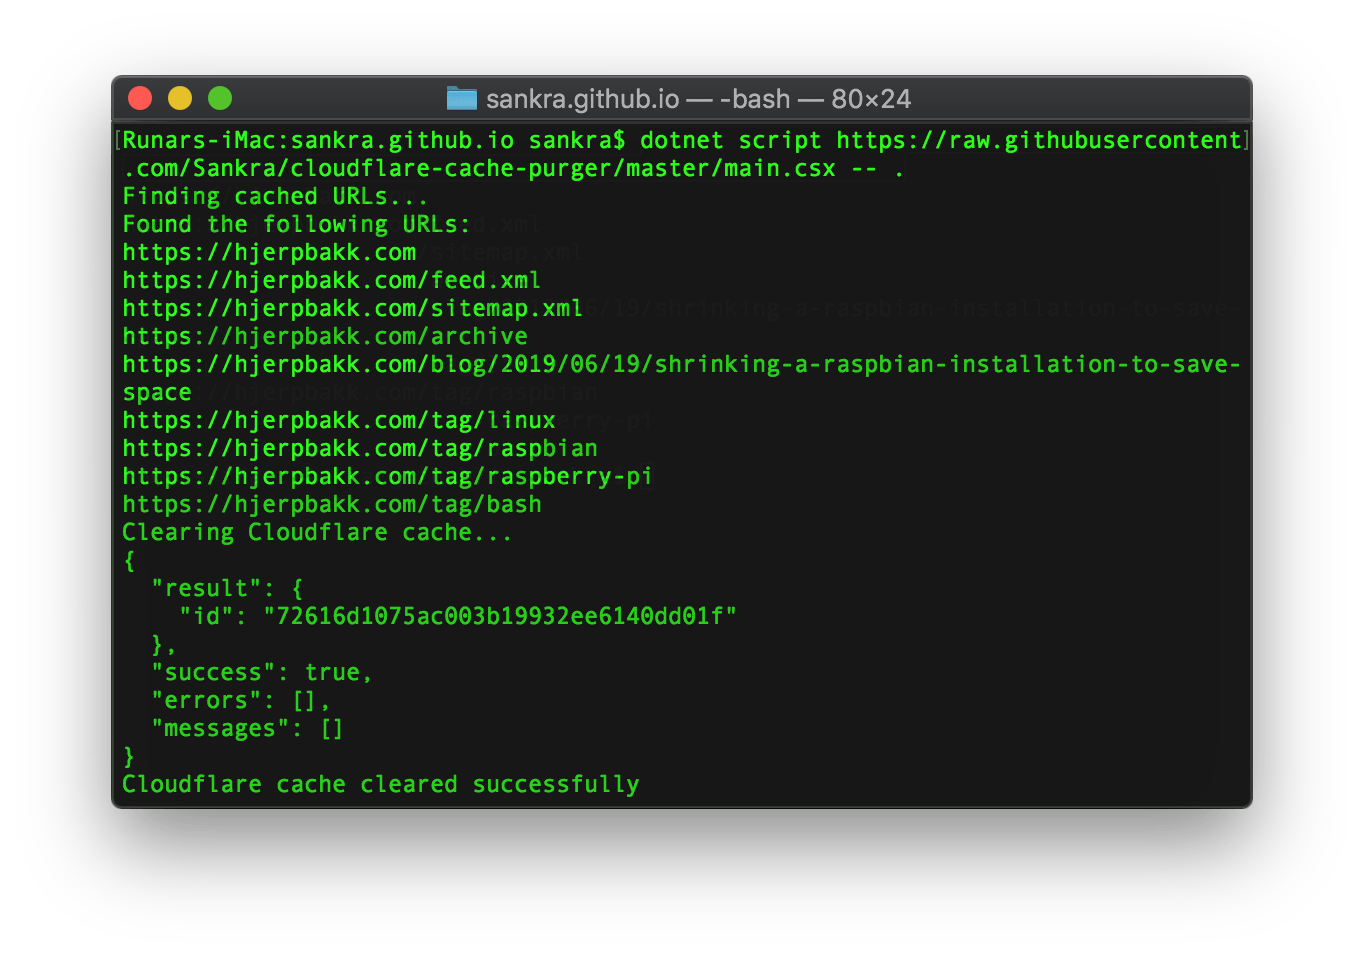 sankra.github.io — -bash — 80×24
[Runars-iMac:sankra.github.io sankra$ dotnet script https://raw.githubusercontent]
.com/Sankra/cloudflare-cache-purger/master/main.csx -- .
Finding cached URLs...
Found the following URLs:
https://hjerpbakk.com
https://hjerpbakk.com/feed.xml
https://hjerpbakk.com/sitemap.xml
https://hjerpbakk.com/archive
https://hjerpbakk.com/blog/2019/06/19/shrinking-a-raspbian-installation-to-save-
space
https://hjerpbakk.com/tag/linux
https://hjerpbakk.com/tag/raspbian
https://hjerpbakk.com/tag/raspberry-pi
https://hjerpbakk.com/tag/bash
Clearing Cloudflare cache...
{
  "result": {
    "id": "72616d1075ac003b19932ee6140dd01f"
  },
  "success": true,
  "errors": [],
  "messages": []
}
Cloudflare cache cleared successfully